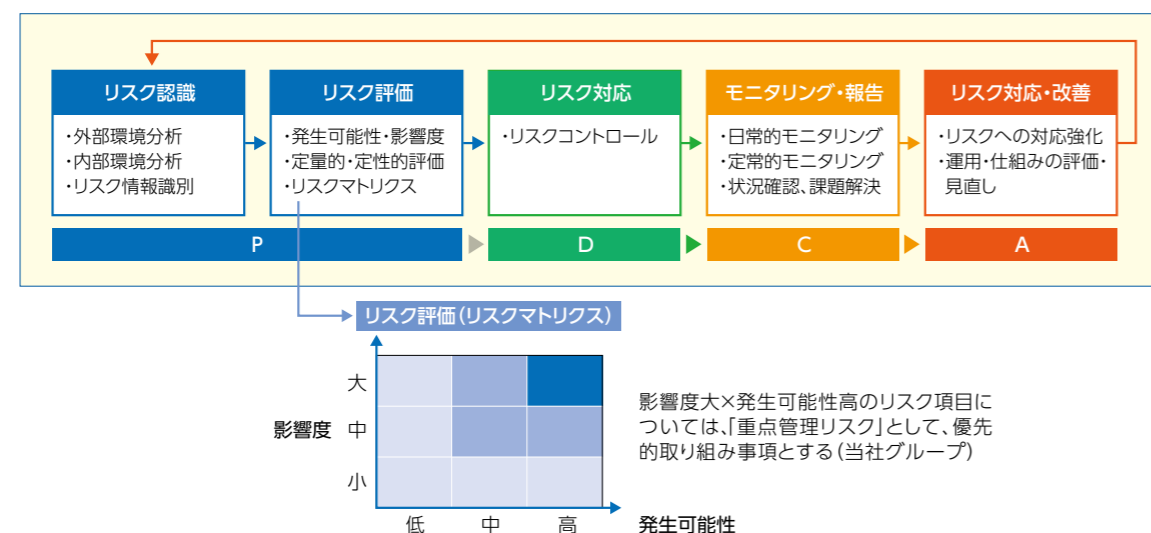 リスク認識
・外部環境分析
・内部環境分析
・リスク情報識別
リスク評価
・発生可能性・影響度
・定量的・定性的評価
・リスクマトリクス
リスク対応
・リスクコントロール
モニタリング・報告
・日常的モニタリング
・定常的モニタリング
・状況確認、課題解決
リスク対応・改善
・リスクへの対応強化
・運用・仕組みの評価・
見直し
P
D
C
A
リスク評価（リスクマトリクス）
大
影響度 中
小
低 中 高 発生可能性
影響度大×発生可能性高のリスク項目に
ついては、「重点管理リスク」として、優先
的取り組み事項とする（当社グループ）